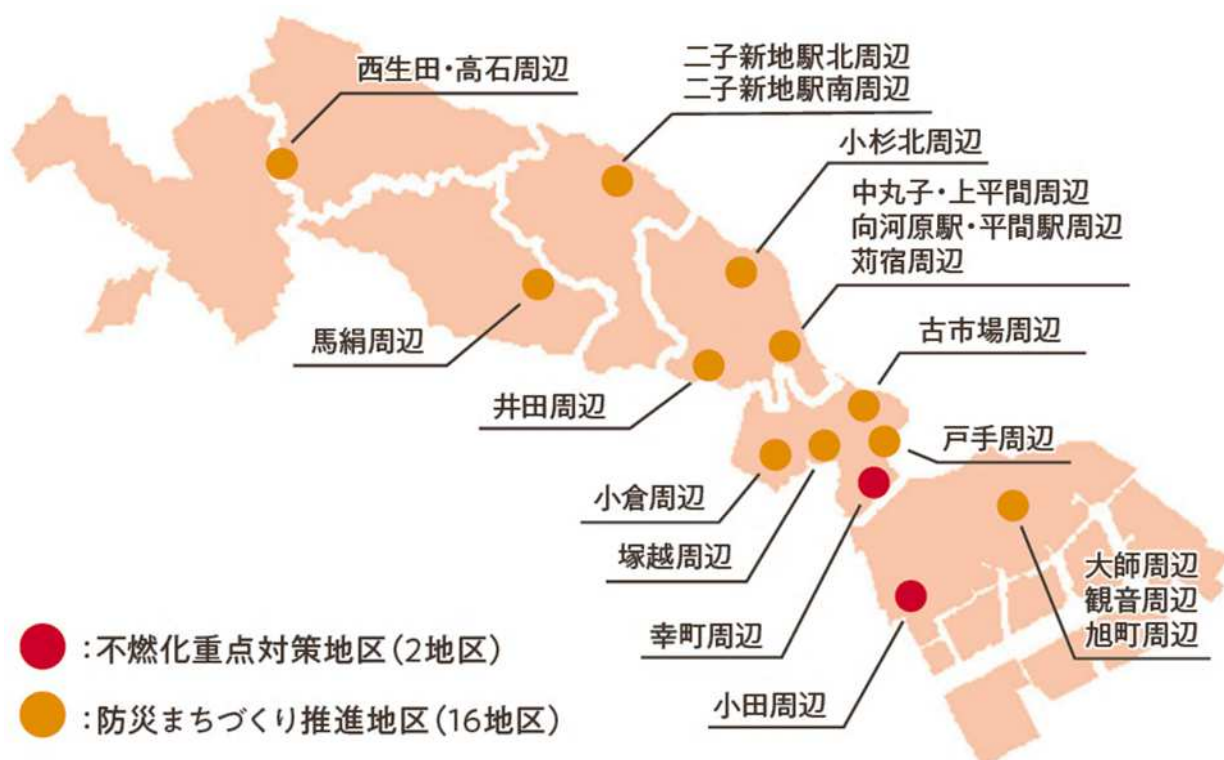 西生田・高石周辺
二子新地駅北周辺
二子新地駅南周辺
小杉北周辺
中丸子・上平間周辺
向河原駅・平間駅周辺
苅宿周辺
馬絹周辺
古市場周辺
井田周辺
戸手周辺
小倉周辺
塚越周辺
大師周辺
観音周辺
旭町周辺
幸町周辺
小田周辺
:不燃化重点対策地区(2地区)
:防災まちづくり推進地区(16地区)